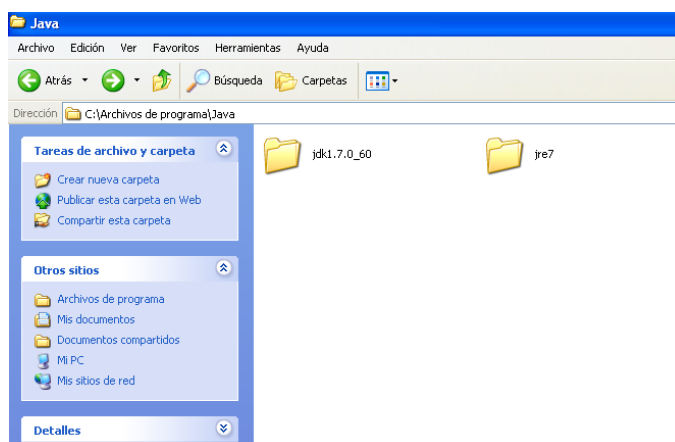 Java
Archivo Edición Ver Favoritos Herramientas Ayuda
Atrás Búsqueda Carpetas
Dirección C:\Archivos de programa\Java
Tareas de archivo y carpeta
Crear nueva carpeta
Publicar esta carpeta en Web
Compartir esta carpeta
Otros sitios
Archivos de programa
Mis documentos
Documentos compartidos
Mi PC
Mis sitios de red
Detalles
jdk1.7.0_60
jre7